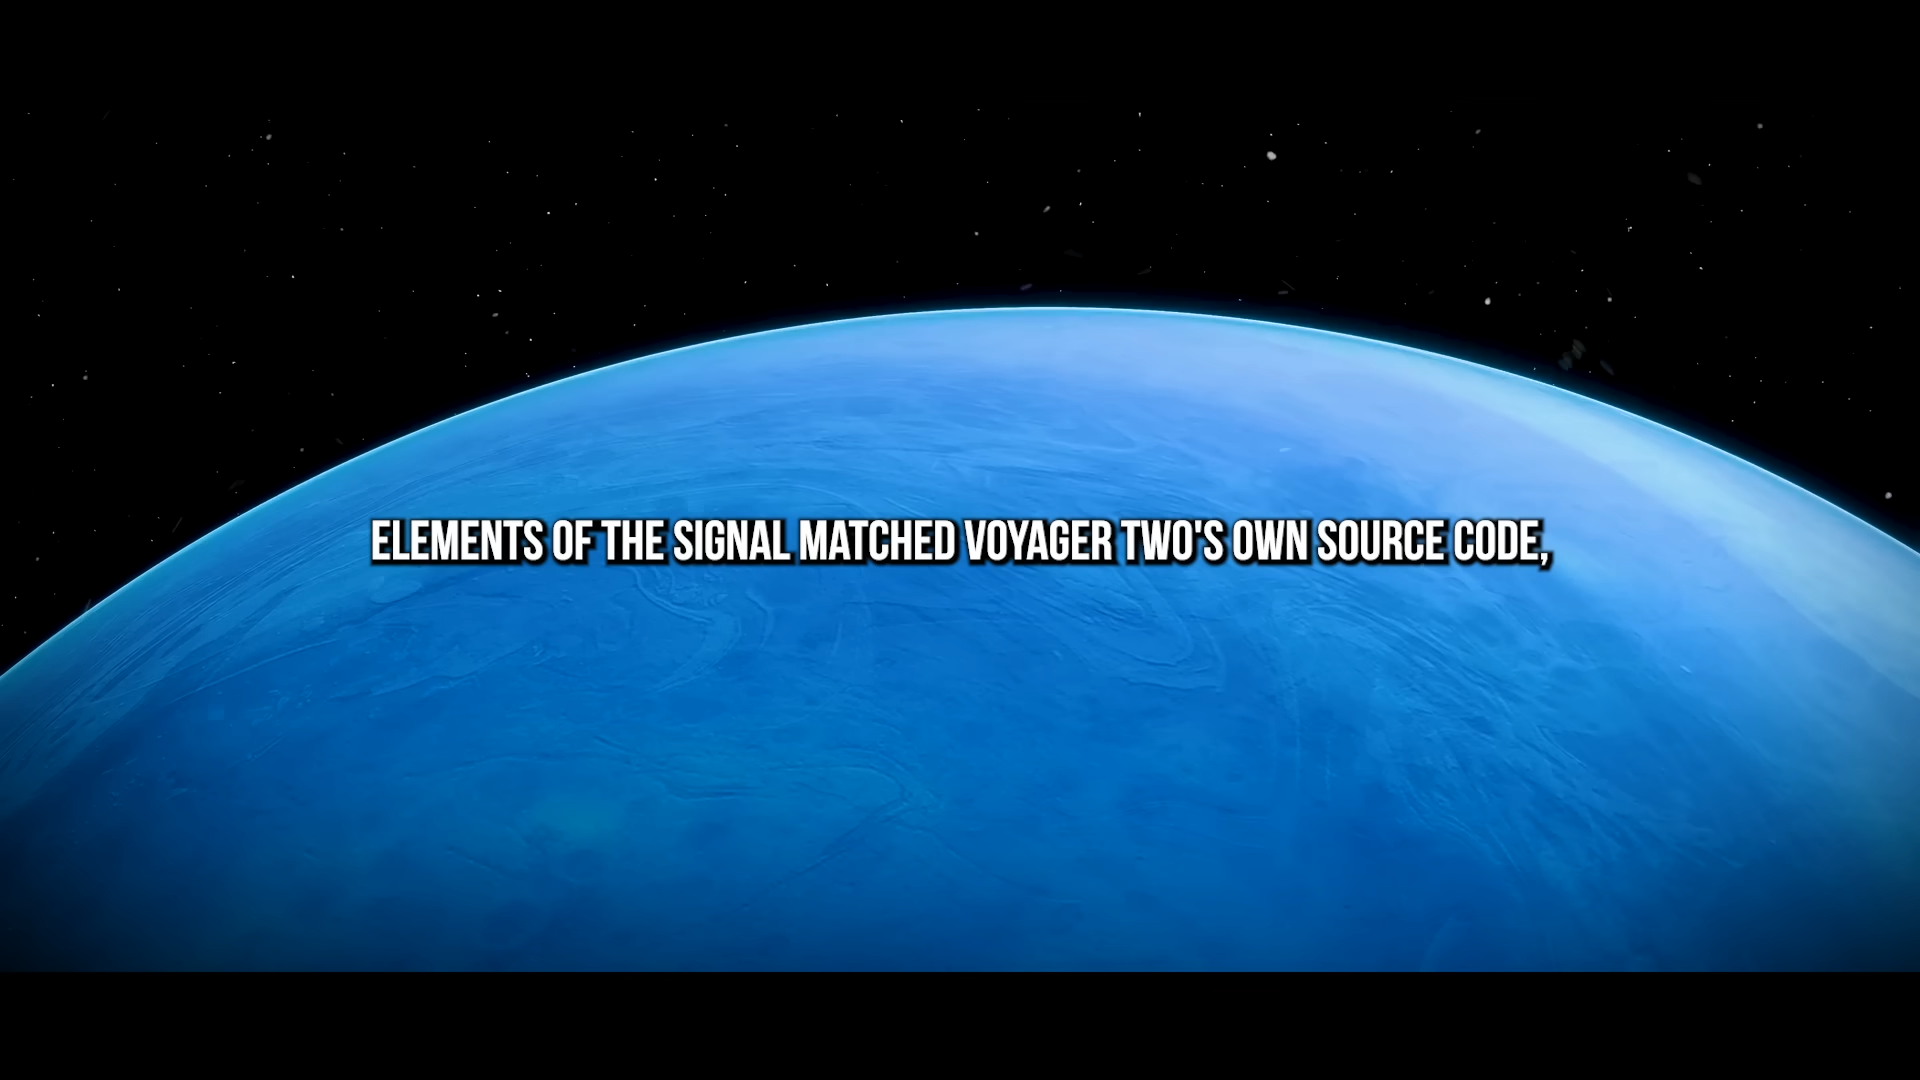 ELEMENTS OF THE SIGNAL MATCHED VOYAGER TWO'S OWN SOURCE CODE,